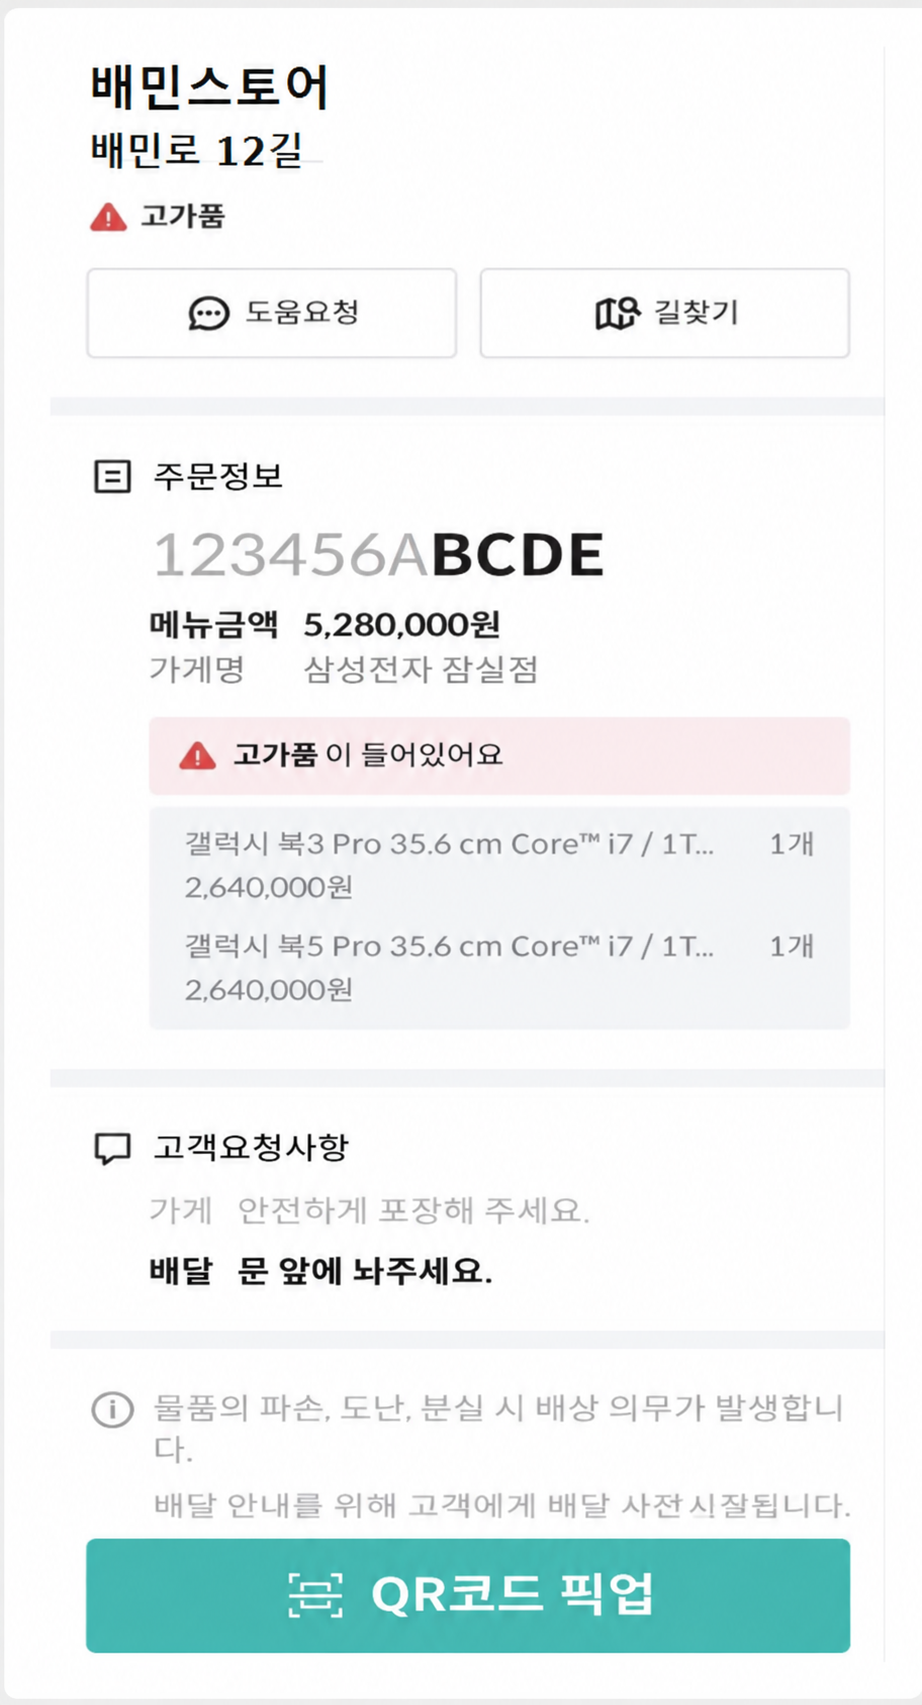 배민스토어
배민로 12길
고가품
도움요청
길찾기
주문정보
123456ABCDE
메뉴금액 5,280,000원
가게명 삼성전자 잠실점
고가품 이 들어있어요
갤럭시 북3 Pro 35.6 cm Core™ i7 / 1T... 1개
2,640,000원
갤럭시 북5 Pro 35.6 cm Core™ i7 / 1T... 1개
2,640,000원
고객요청사항
가게 안전하게 포장해 주세요.
배달 문 앞에 놔주세요.
물품의 파손, 도난, 분실 시 배상 의무가 발생합니
다.
배달 안내를 위해 고객에게 배달 사전시잘됩니다.
QR코드 픽업